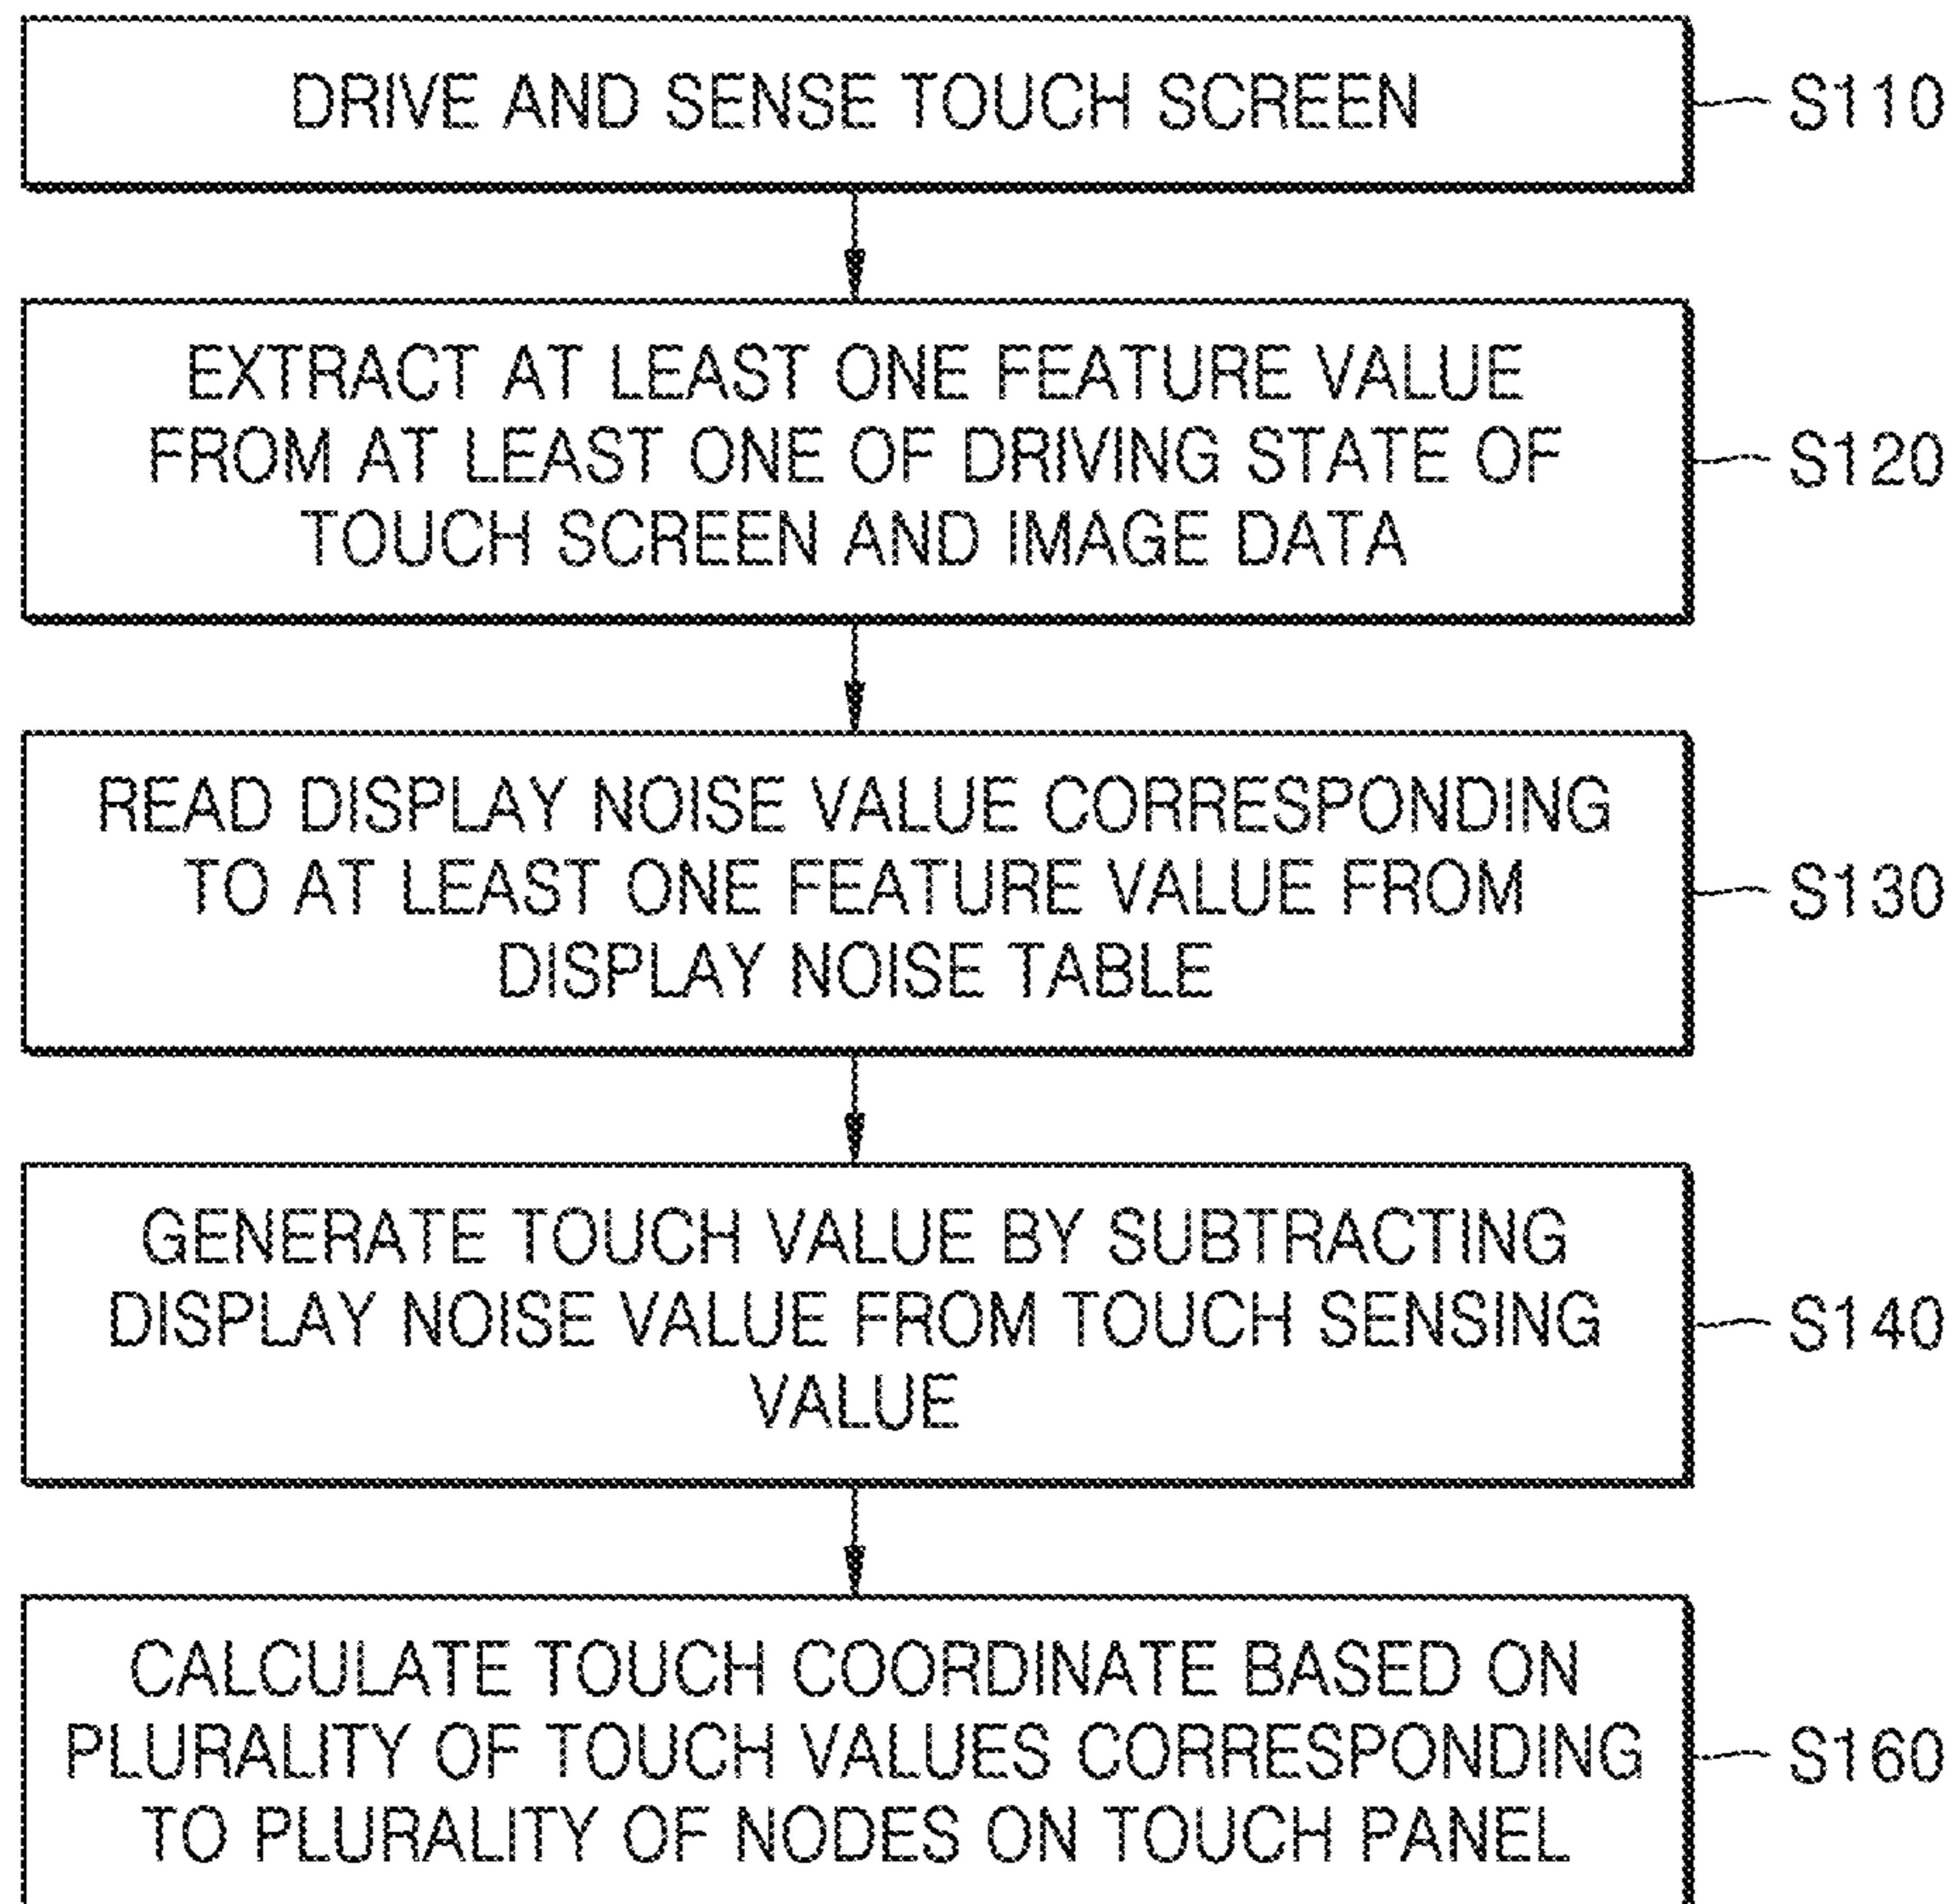 DRIVE AND SENSE TOUCH SCREEN
S110
EXTRACT AT LEAST ONE FEATURE VALUE
FROM AT LEAST ONE OF DRIVING STATE OF
TOUCH SCREEN AND IMAGE DATA
S120
READ DISPLAY NOISE VALUE CORRESPONDING
TO AT LEAST ONE FEATURE VALUE FROM
DISPLAY NOISE TABLE
S130
GENERATE TOUCH VALUE BY SUBTRACTING
DISPLAY NOISE VALUE FROM TOUCH SENSING
VALUE
S140
CALCULATE TOUCH COORDINATE BASED ON
PLURALITY OF TOUCH VALUES CORRESPONDING
TO PLURALITY OF NODES ON TOUCH PANEL
S160